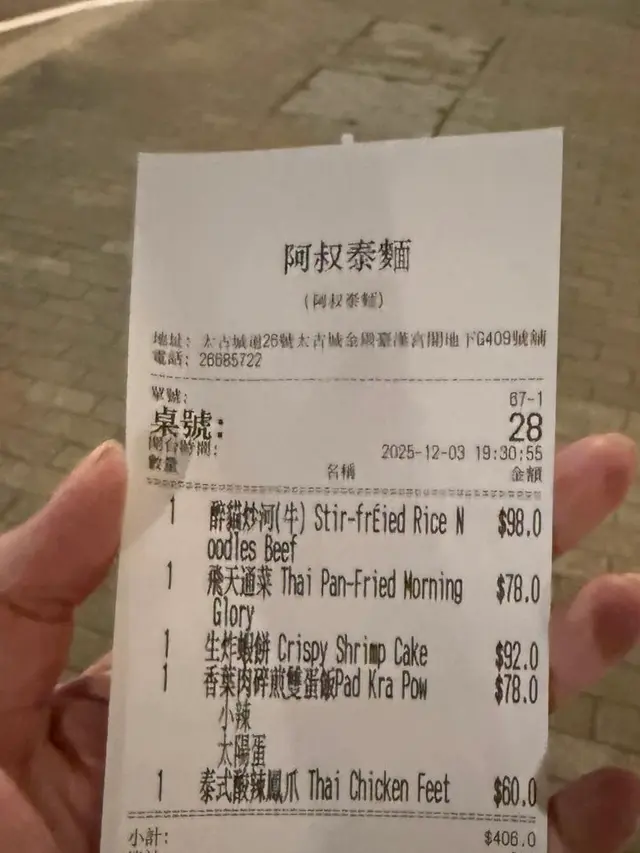 阿叔泰麵
(阿叔泰麵)
地址: 太古城道26號太古城金殿臺漢宮閣地下G409號舖
電話: 26685722
單號: 67-1
桌號: 28
開台時間: 2025-12-03 19:30:55
數量 名稱 金額
1 醉貓炒河(牛) Stir-frÉied Rice N $98.0
oodles Beef
1 飛天通菜 Thai Pan-Fried Morning $78.0
Glory
1 生炸蝦餅 Crispy Shrimp Cake $92.0
1 香葉肉碎煎雙蛋飯Pad Kra Pow $78.0
小辣
太陽蛋
1 泰式酸辣鳳爪 Thai Chicken Feet $60.0
小計: $406.0